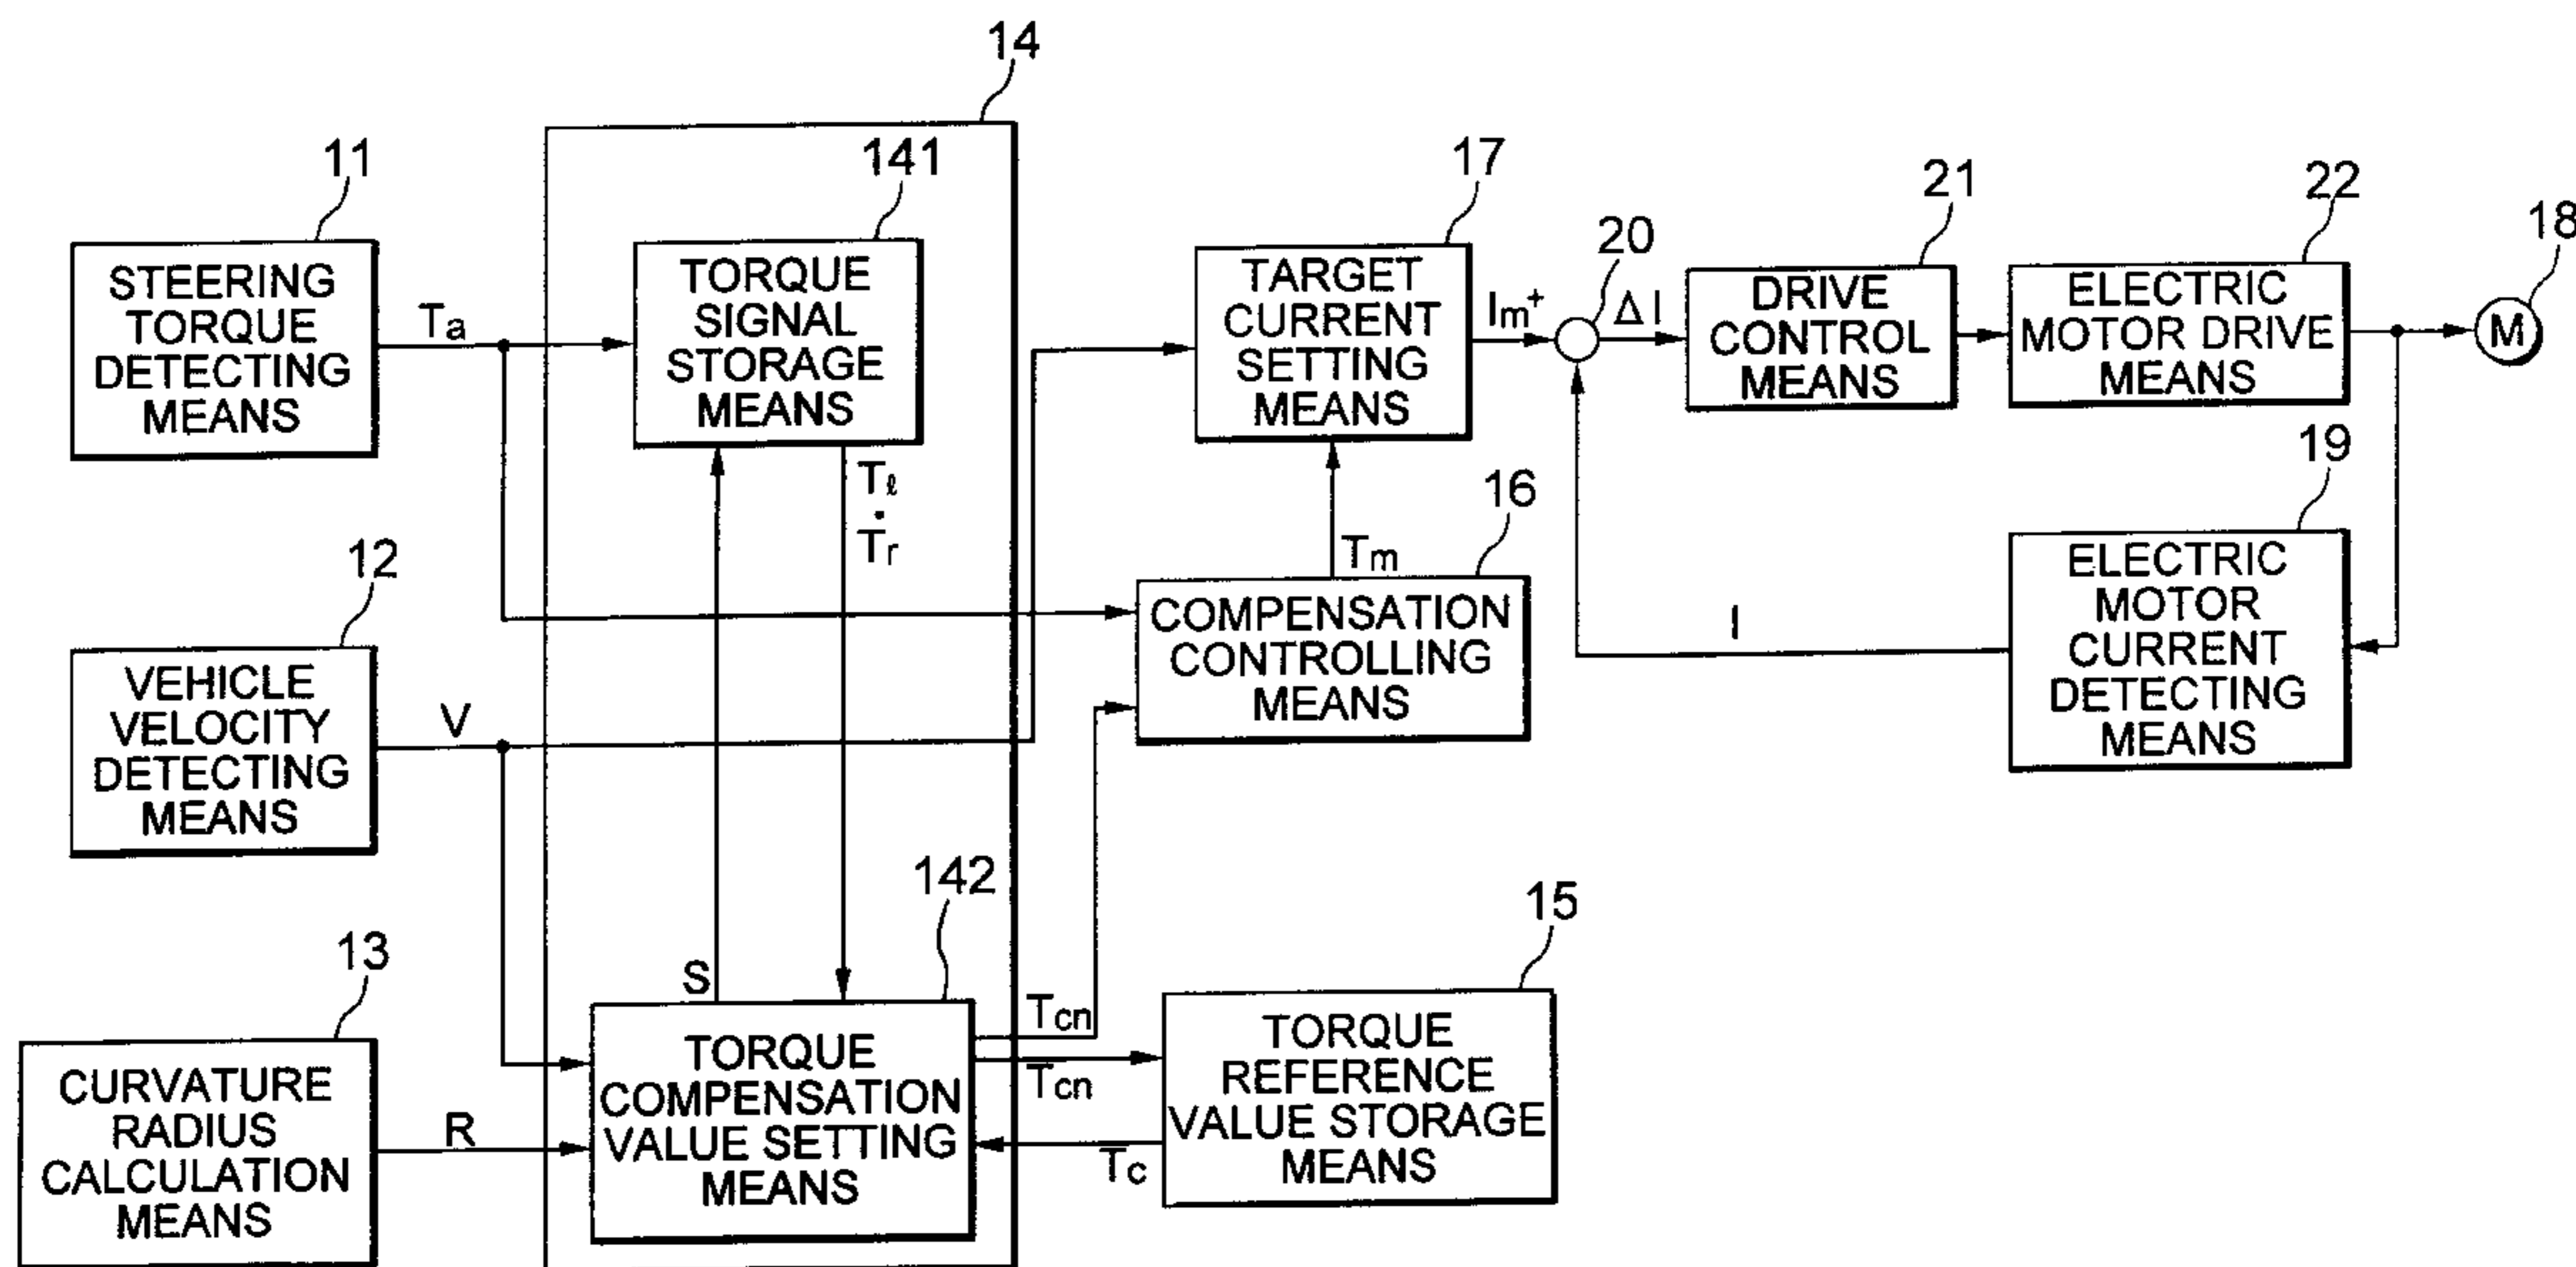 14
11
STEERING
TORQUE
DETECTING
MEANS
Ta
141
TORQUE
SIGNAL
STORAGE
MEANS
Tℓ
·
Tr
17
TARGET
CURRENT
SETTING
MEANS
Im+
20
ΔI
21
DRIVE
CONTROL
MEANS
22
ELECTRIC
MOTOR DRIVE
MEANS
18
M
12
VEHICLE
VELOCITY
DETECTING
MEANS
V
16
Tm
COMPENSATION
CONTROLLING
MEANS
I
19
ELECTRIC
MOTOR
CURRENT
DETECTING
MEANS
13
CURVATURE
RADIUS
CALCULATION
MEANS
R
S
142
TORQUE
COMPENSATION
VALUE SETTING
MEANS
Tcn
Tcn
Tc
15
TORQUE
REFERENCE
VALUE STORAGE
MEANS